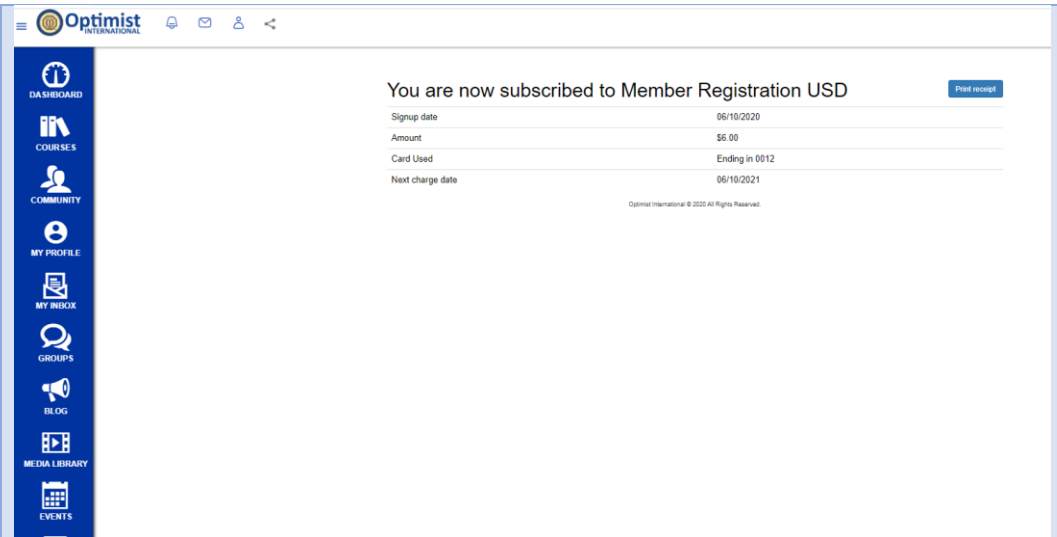 Optimist
INTERNATIONAL
DASHBOARD
COURSES
COMMUNITY
MY PROFILE
MY INBOX
GROUPS
BLOG
MEDIA LIBRARY
EVENTS
You are now subscribed to Member Registration USD
Print receipt
Signup date 06/10/2020
Amount $6.00
Card Used Ending in 0012
Next charge date 06/10/2021
Optimist International © 2020 All Rights Reserved.